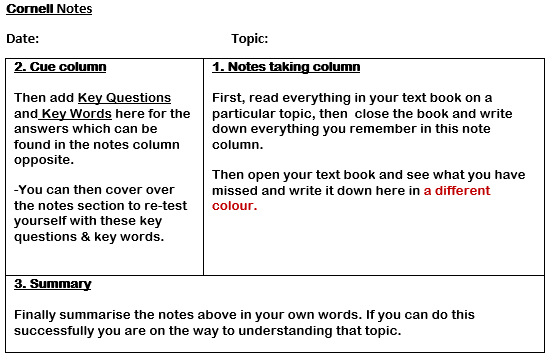 Cornell Notes
Date: Topic:
2. Cue column
Then add Key Questions
and Key Words here for the
answers which can be
found in the notes column
opposite.
-You can then cover over
the notes section to re-test
yourself with these key
questions & key words.
1. Notes taking column
First, read everything in your text book on a
particular topic, then close the book and write
down everything you remember in this note
column.
Then open your text book and see what you have
missed and write it down here in a different
colour.
3. Summary
Finally summarise the notes above in your own words. If you can do this
successfully you are on the way to understanding that topic.